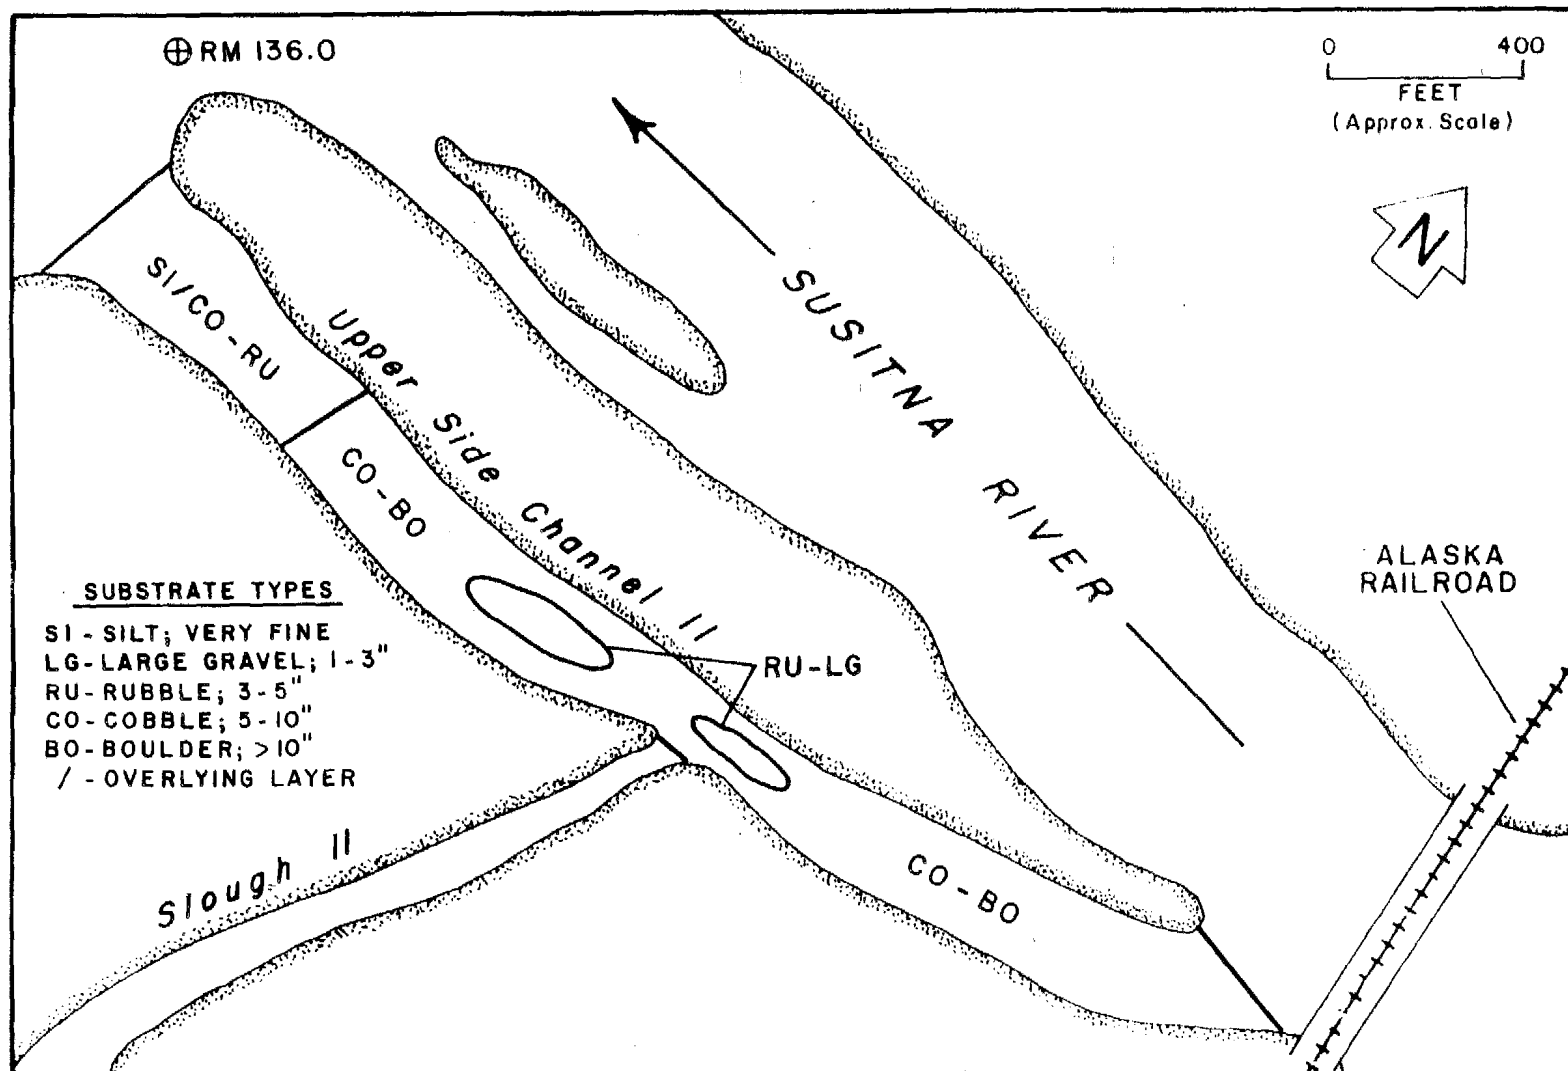 ⊕ RM 136.0
0 400
FEET
(Approx. Scale)
N
SI/CO-RU
Upper Side Channel 11
SUSITNA RIVER
CO-BO
ALASKA
RAILROAD
SUBSTRATE TYPES
SI - SILT; VERY FINE
LG - LARGE GRAVEL; 1-3"
RU - RUBBLE; 3-5"
CO - COBBLE; 5-10"
BO - BOULDER; >10"
/ - OVERLYING LAYER
RU-LG
Slough 11
CO-BO